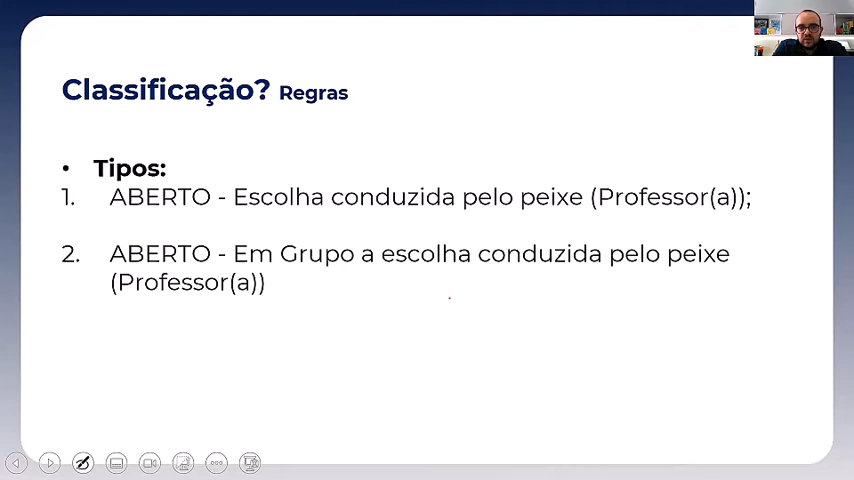 Classificação? Regras
• Tipos:
1. ABERTO - Escolha conduzida pelo peixe (Professor(a));
2. ABERTO - Em Grupo a escolha conduzida pelo peixe
(Professor(a))